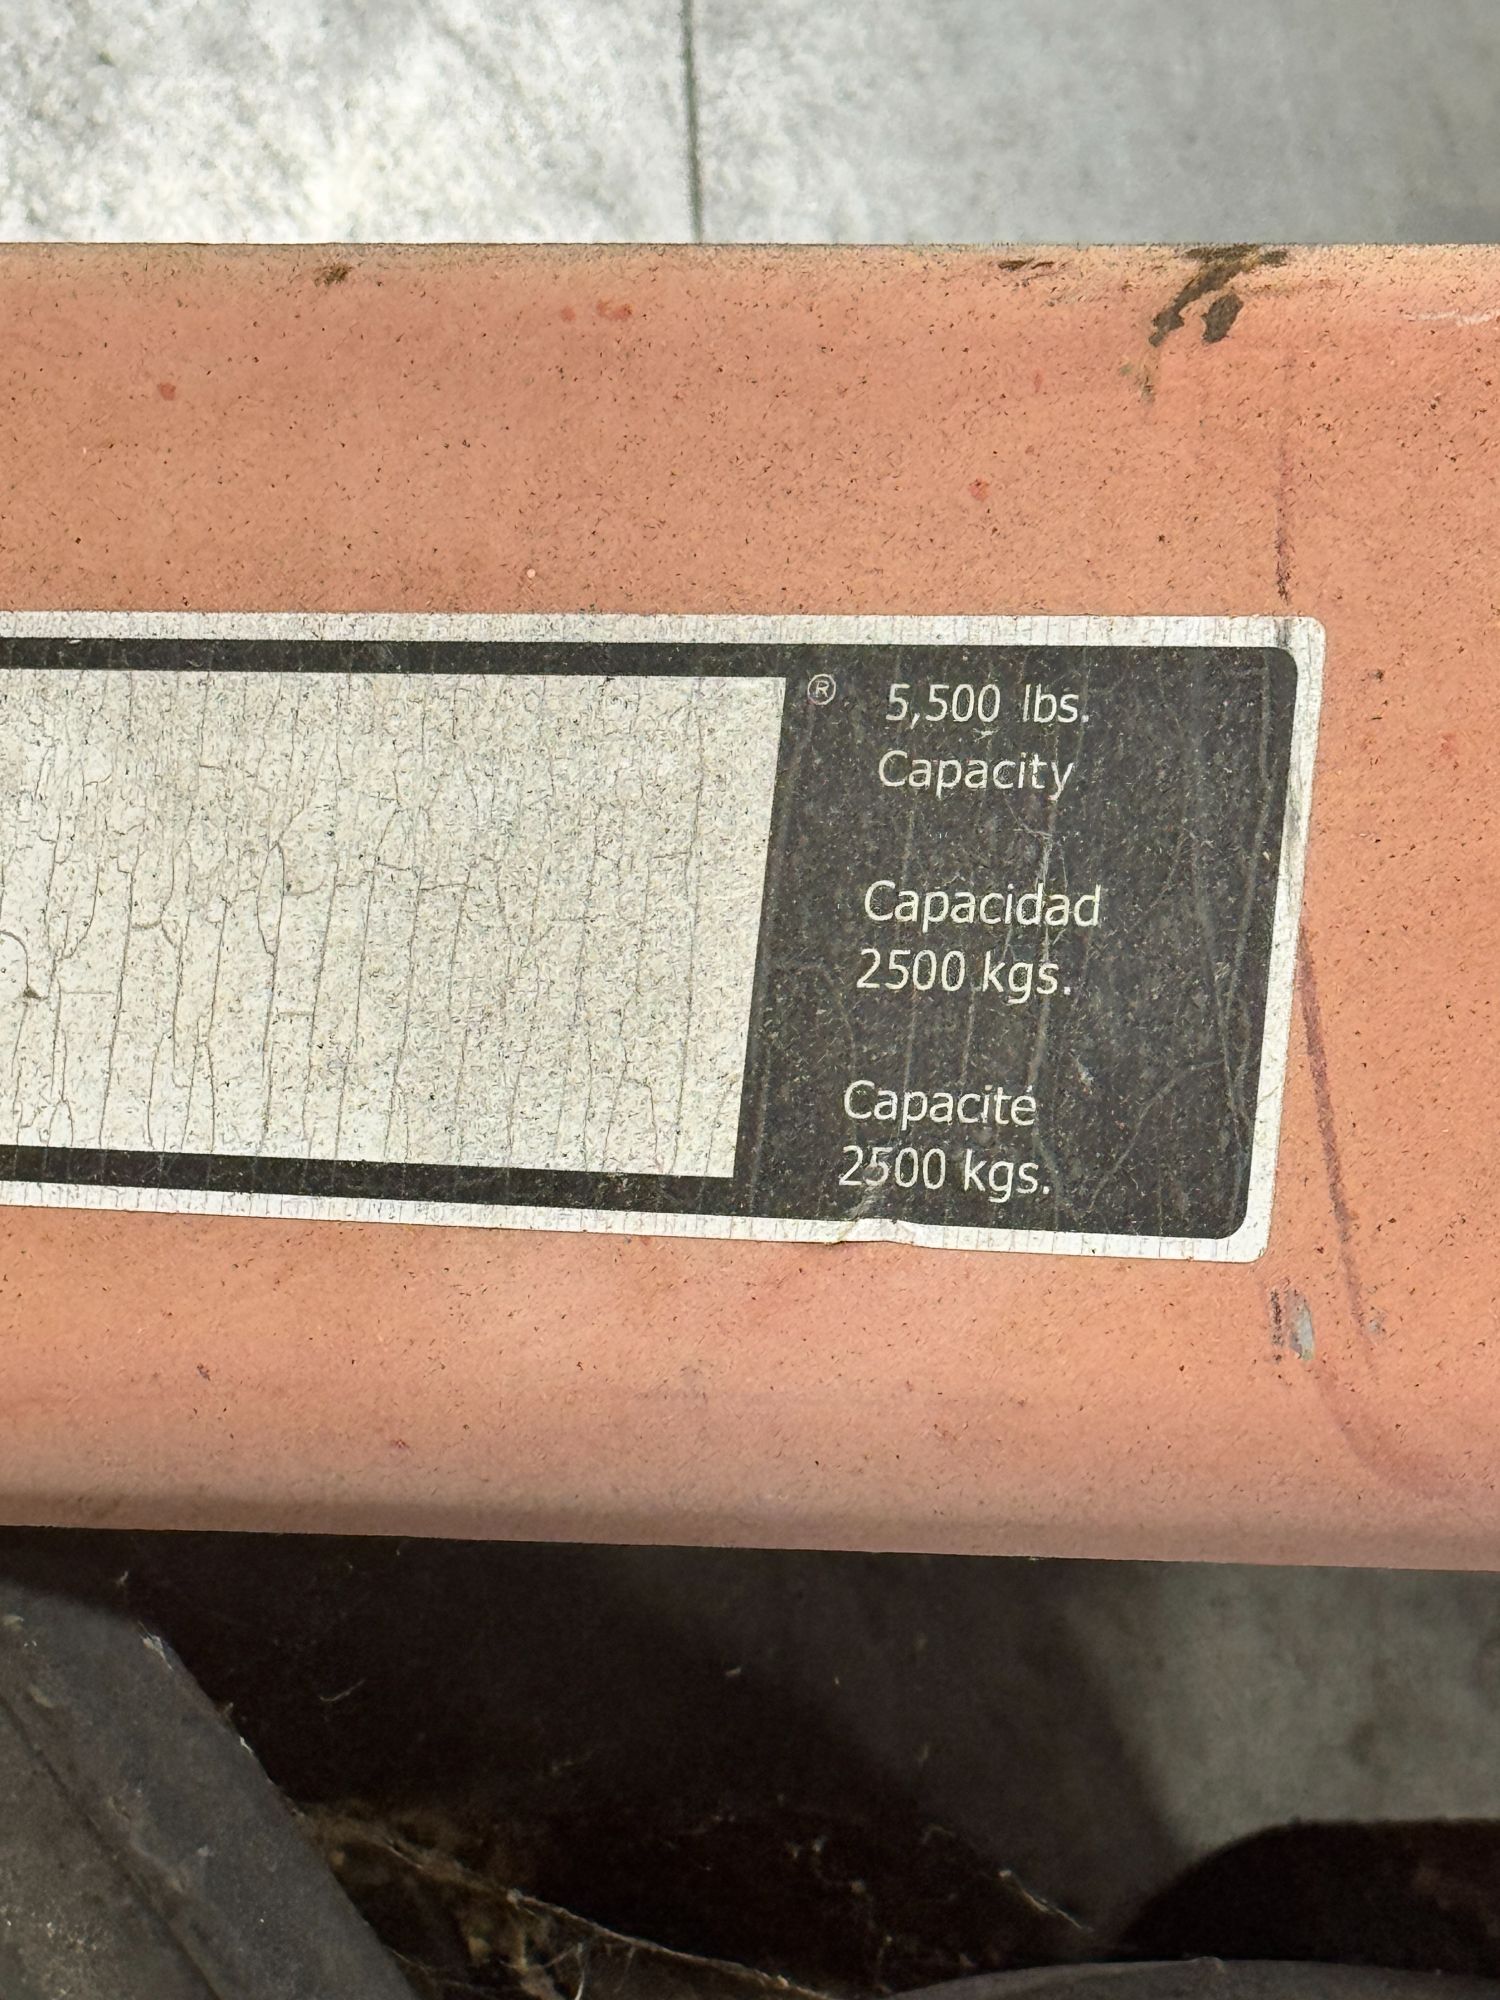 ® 5,500 lbs.
Capacity
Capacidad
2500 kgs.
Capacité
2500 kgs.